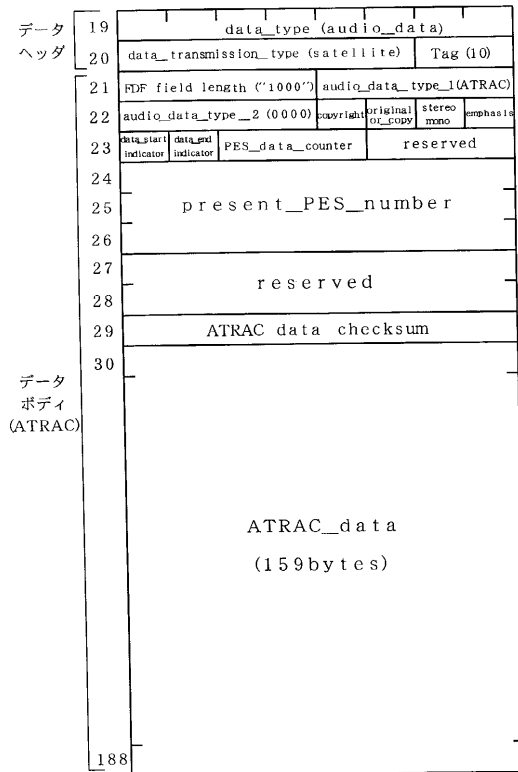 データ
ヘッダ
19 data_type (audio_data)
20 data_transmission_type (satellite) Tag (10)
21 FDF field length ("1000") audio_data_type_1(ATRAC)
22 audio_data_type_2 (0000) copyright original or_copy stereo mono emphasis
23 data_start indicator data_end indicator PES_data_counter reserved
24
25 present_PES_number
26
27
reserved
28
29 ATRAC data checksum
30
データ
ボディ
(ATRAC)
ATRAC_data
(159bytes)
188